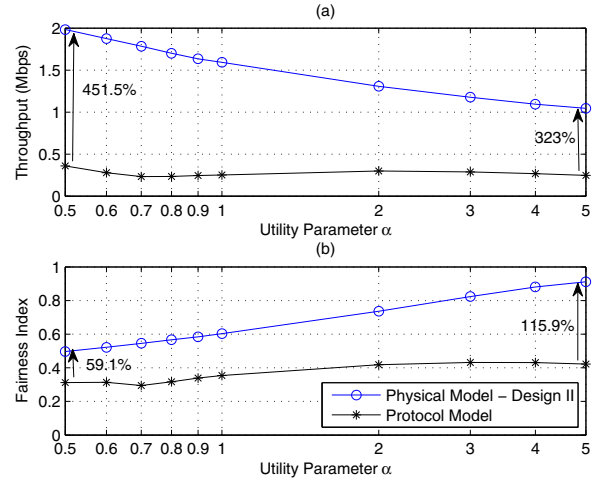 (a)
Throughput (Mbps)
2
1.5
1
0.5
0
451.5%
323%
0.5 0.6 0.7 0.8 0.9 1 2 3 4 5
Utility Parameter α
(b)
Fairness Index
1
0.8
0.6
0.4
0.2
0
59.1%
115.9%
Physical Model − Design II
Protocol Model
0.5 0.6 0.7 0.8 0.9 1 2 3 4 5
Utility Parameter α